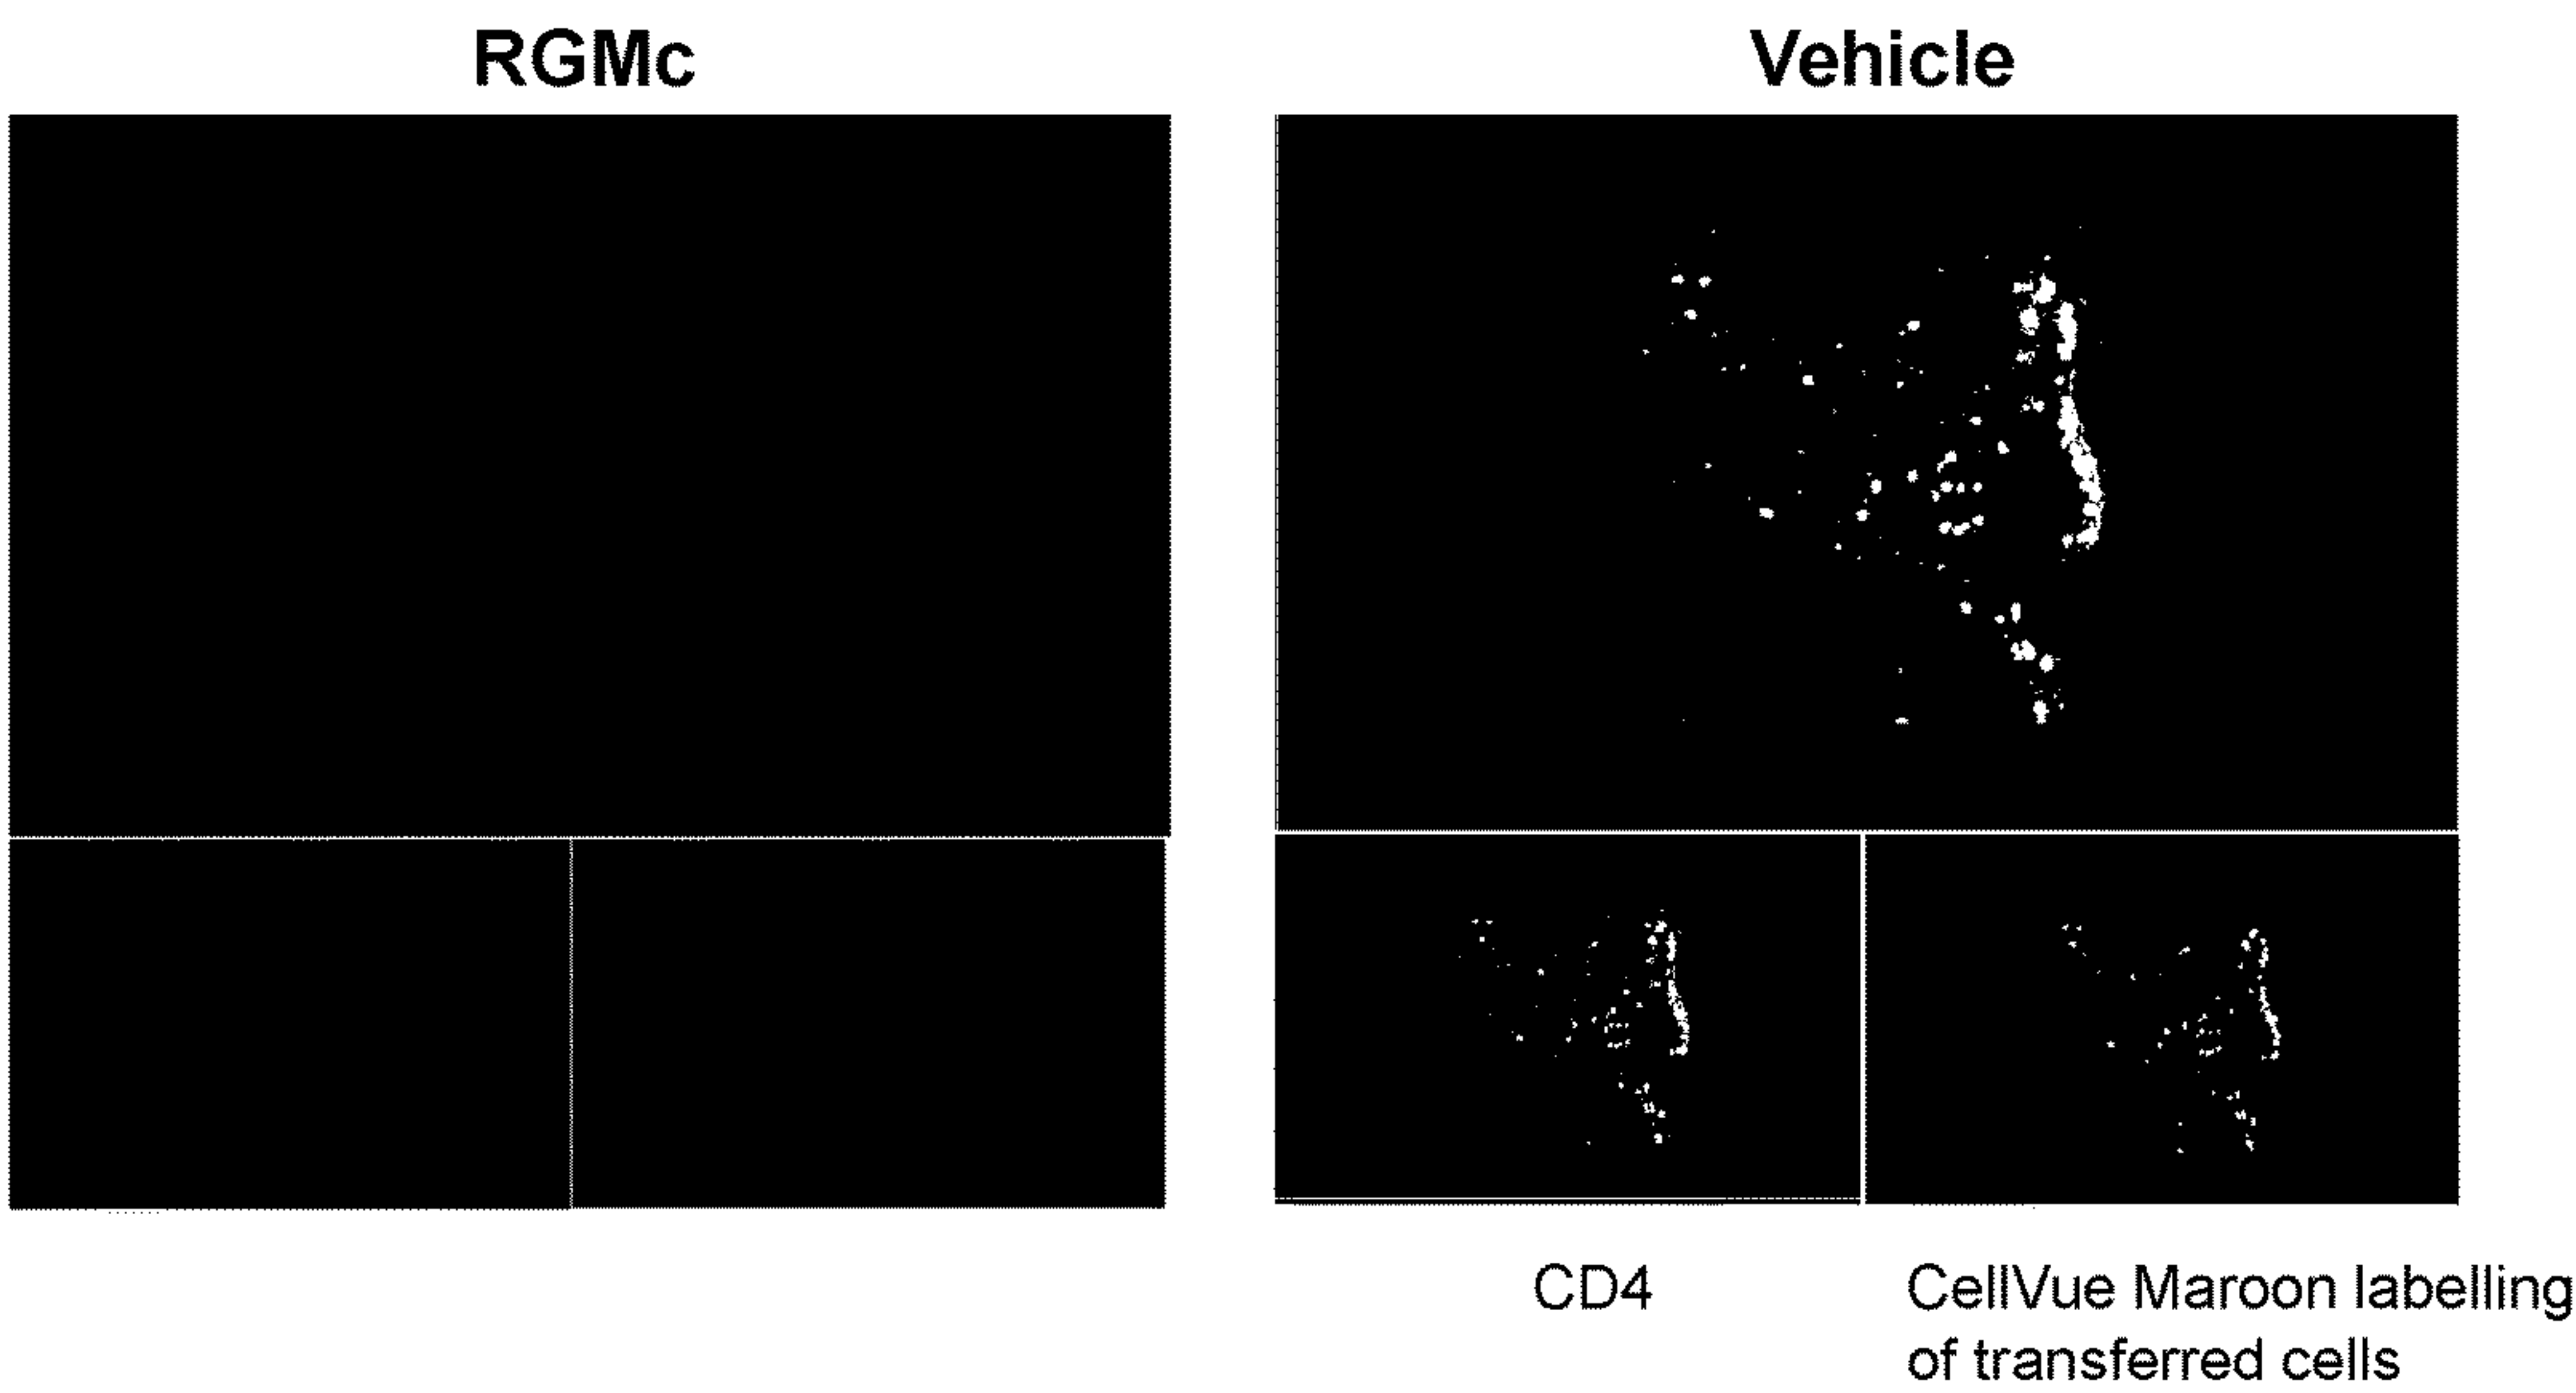 RGMc
Vehicle
CD4
CellVue Maroon labelling
of transferred cells